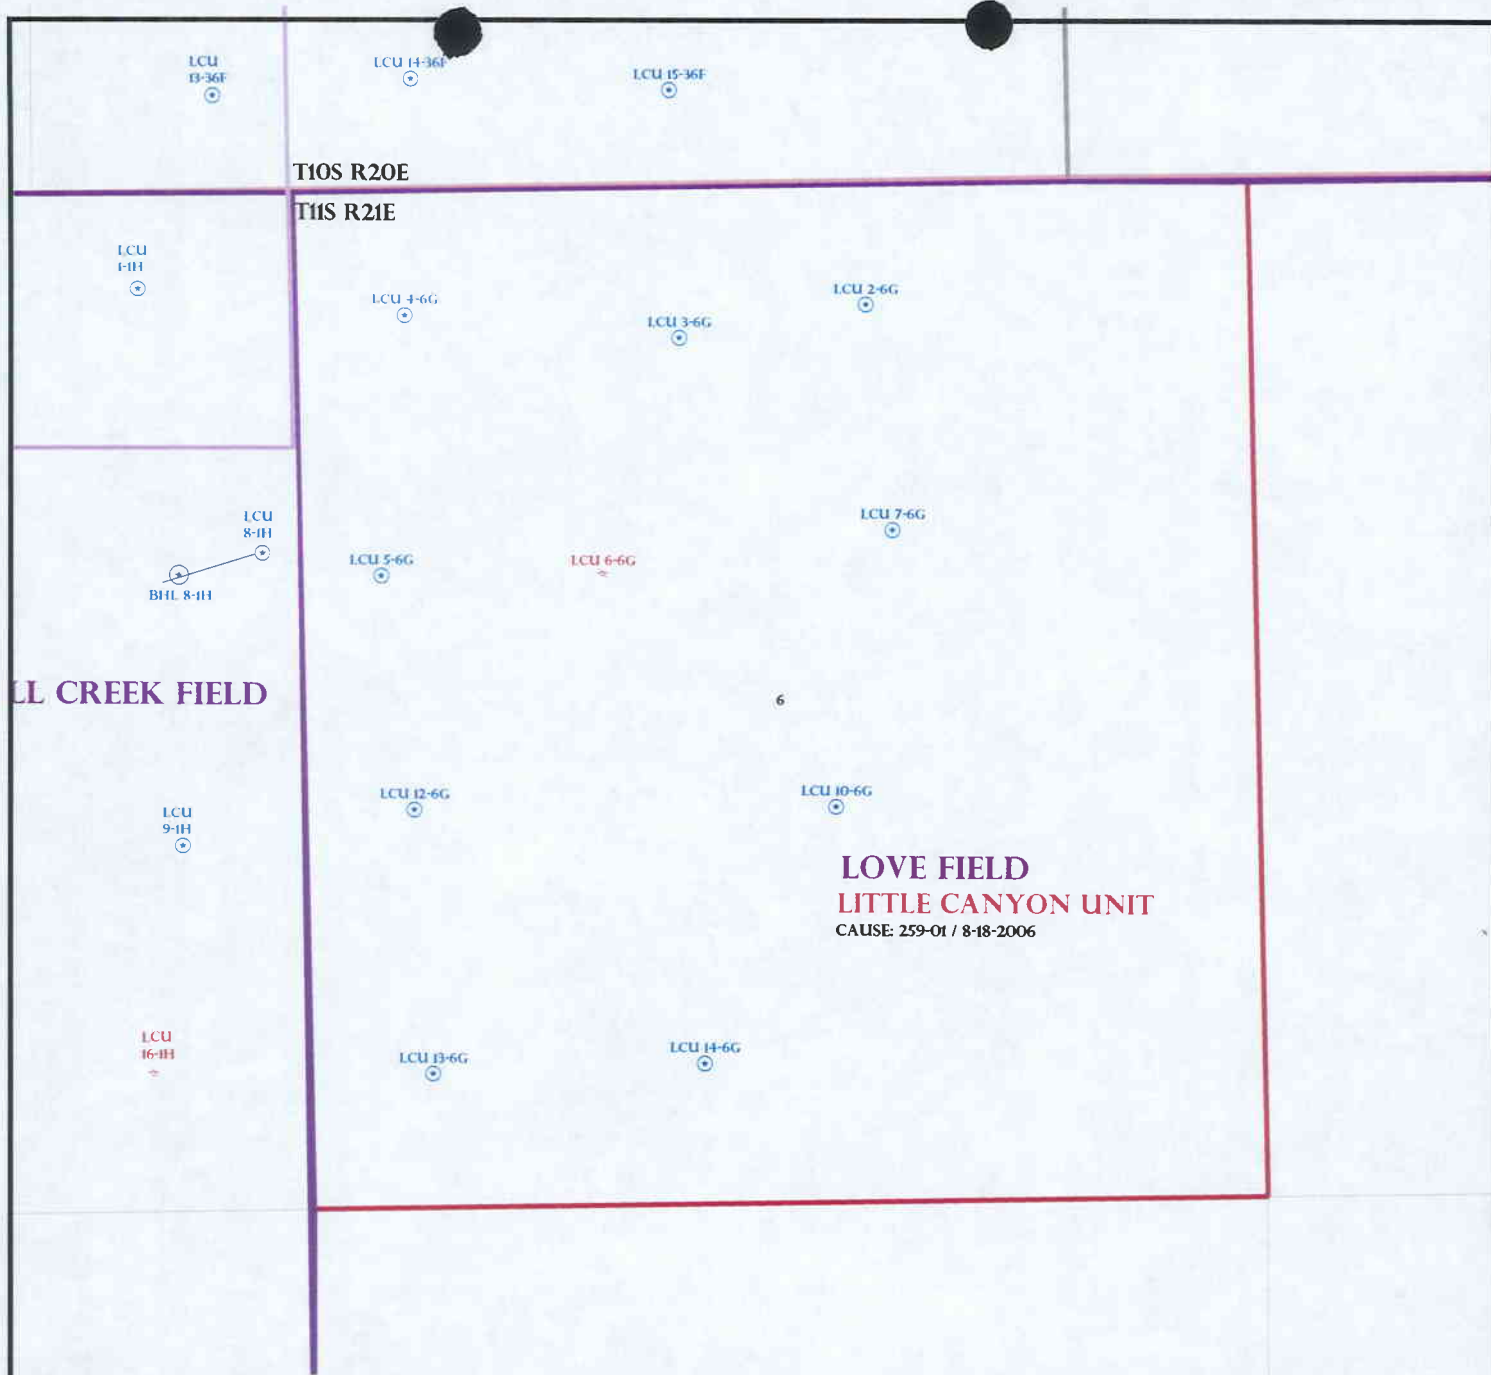 LCU
13-36F
LCU 14-36F
LCU 15-36F
T10S R20E
T11S R21E
LCU
1-1H
LCU 4-6G
LCU 3-6G
LCU 2-6G
LCU
8-1H
BHL 8-1H
LCU 5-6G
LCU 6-6G
LCU 7-6G
LL CREEK FIELD
6
LCU
9-1H
LCU 12-6G
LCU 10-6G
LOVE FIELD
LITTLE CANYON UNIT
CAUSE: 259-01 / 8-18-2006
LCU
16-1H
LCU 13-6G
LCU 14-6G